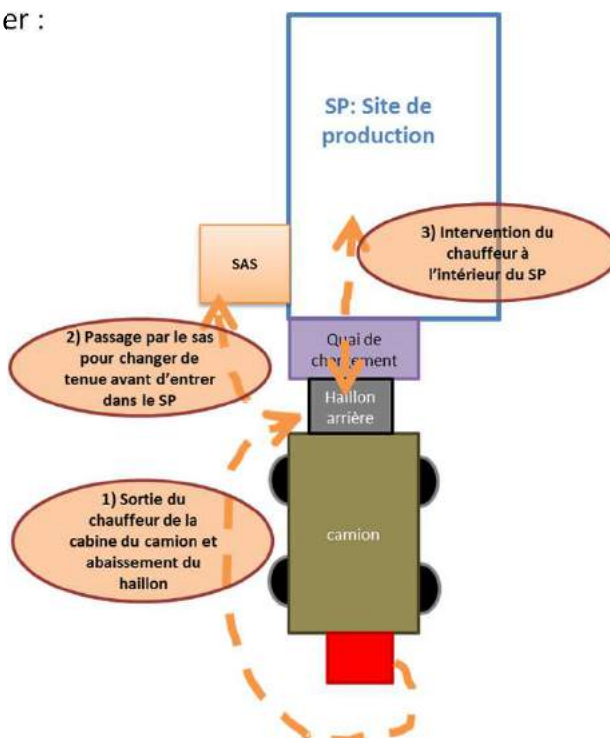 er :
SP: Site de
production
3) Intervention du
chauffeur à
l'intérieur du SP
SAS
2) Passage par le sas
pour changer de
tenue avant d'entrer
dans le SP
Quai de
chargement
Haillon
arrière
1) Sortie du
chauffeur de la
cabine du camion et
abaissement du
haillon
camion